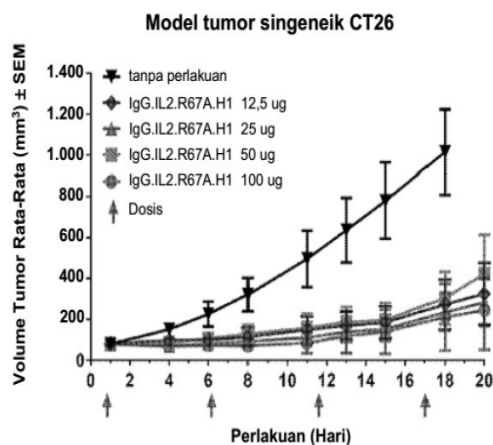 Model tumor singeneik CT26
Volume Tumor Rata-Rata (mm³) ± SEM
1.400
1.200
1.000
800
600
400
200
0
tanpa perlakuan
IgG.IL2.R67A.H1 12,5 ug
IgG.IL2.R67A.H1 25 ug
IgG.IL2.R67A.H1 50 ug
IgG.IL2.R67A.H1 100 ug
Dosis
0 2 4 6 8 10 12 14 16 18 20
Perlakuan (Hari)